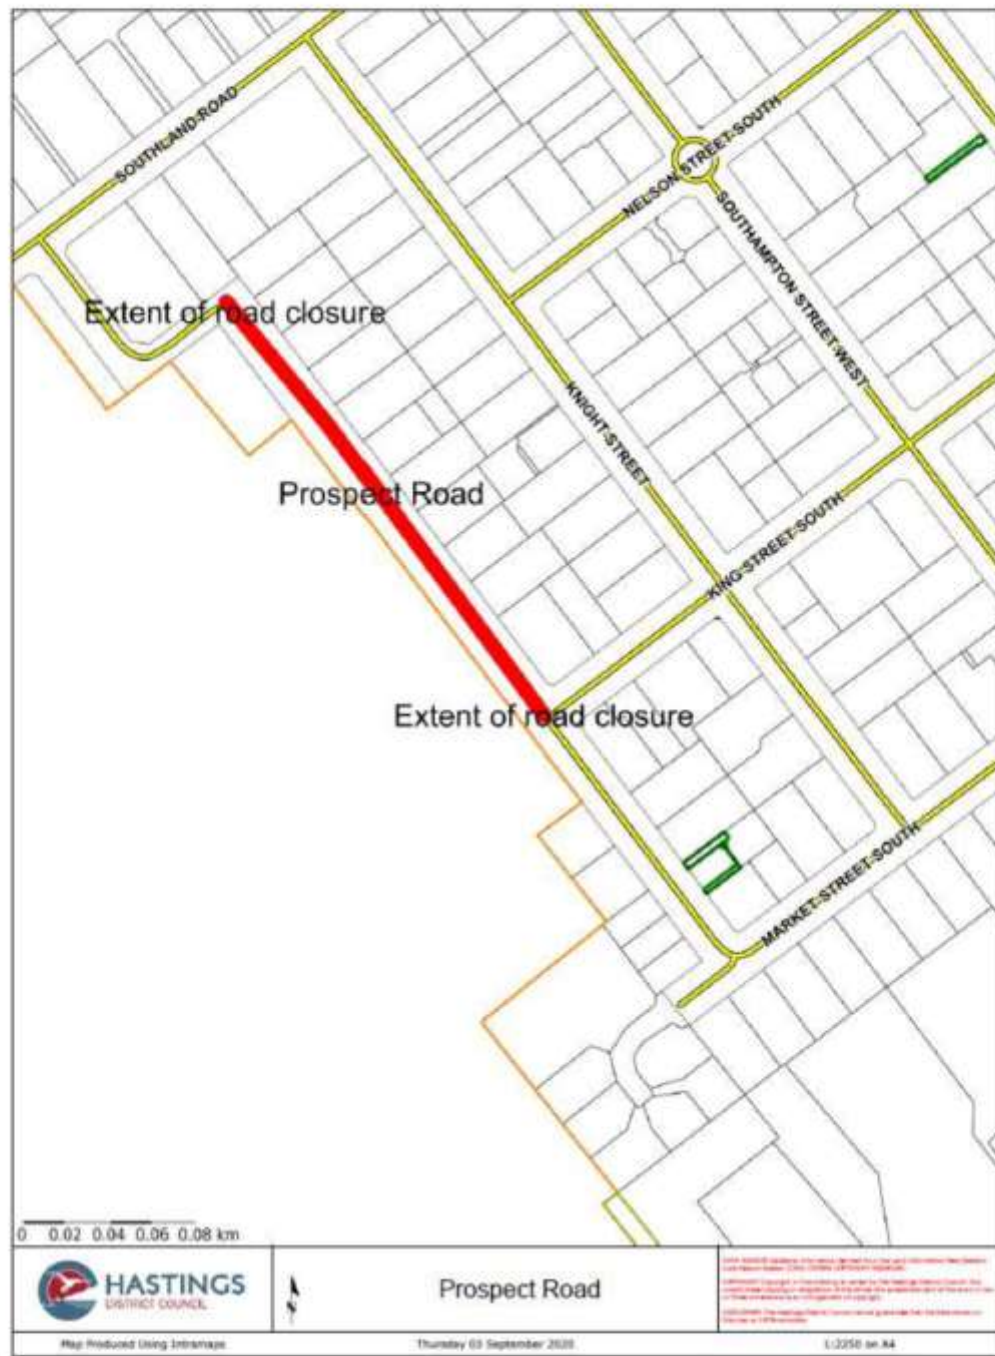 SOUTHLAND ROAD
NELSON STREET SOUTH
SOUTHAMPTON STREET WEST
Extent of road closure
KNIGHT STREET
Prospect Road
KING STREET SOUTH
Extent of road closure
MARKET STREET SOUTH
0 0.02 0.04 0.06 0.08 km
HASTINGS
DISTRICT COUNCIL
N
Prospect Road
Map Produced Using Intramaps
Thursday 03 September 2020
1:2250 on A4